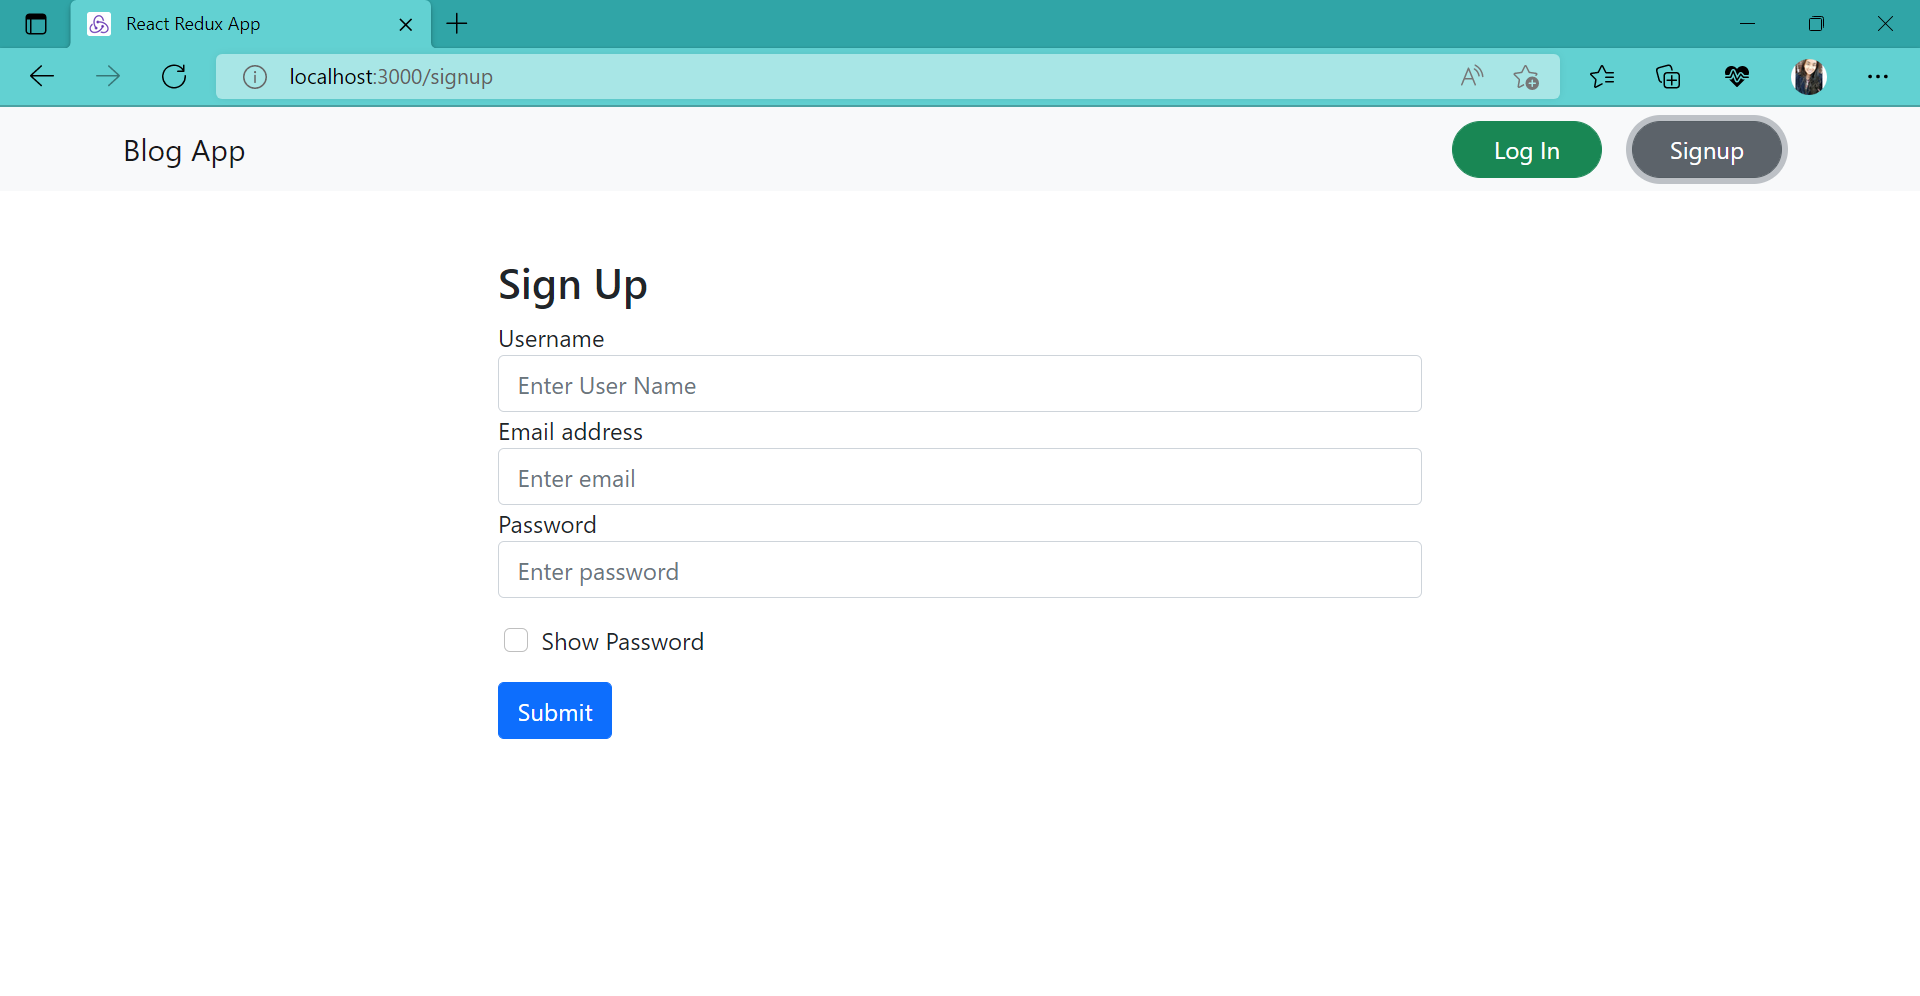 React Redux App
localhost:3000/signup
Blog App
Log In
Signup
Sign Up
Username
Enter User Name
Email address
Enter email
Password
Enter password
Show Password
Submit